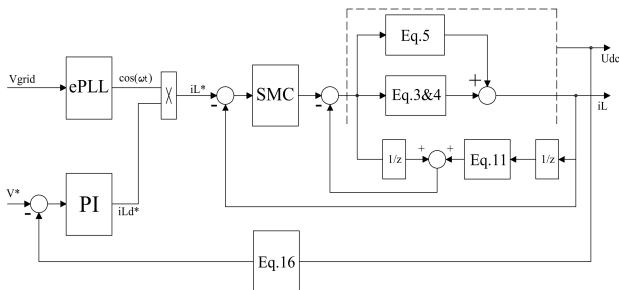 Eq.5
Udc
Vgrid
ePLL
cos(ωt)
iL*
SMC
Eq.3&4
+
iL
-
-
1/z
+
+
Eq.11
1/z
V*
-
PI
iLd*
Eq.16